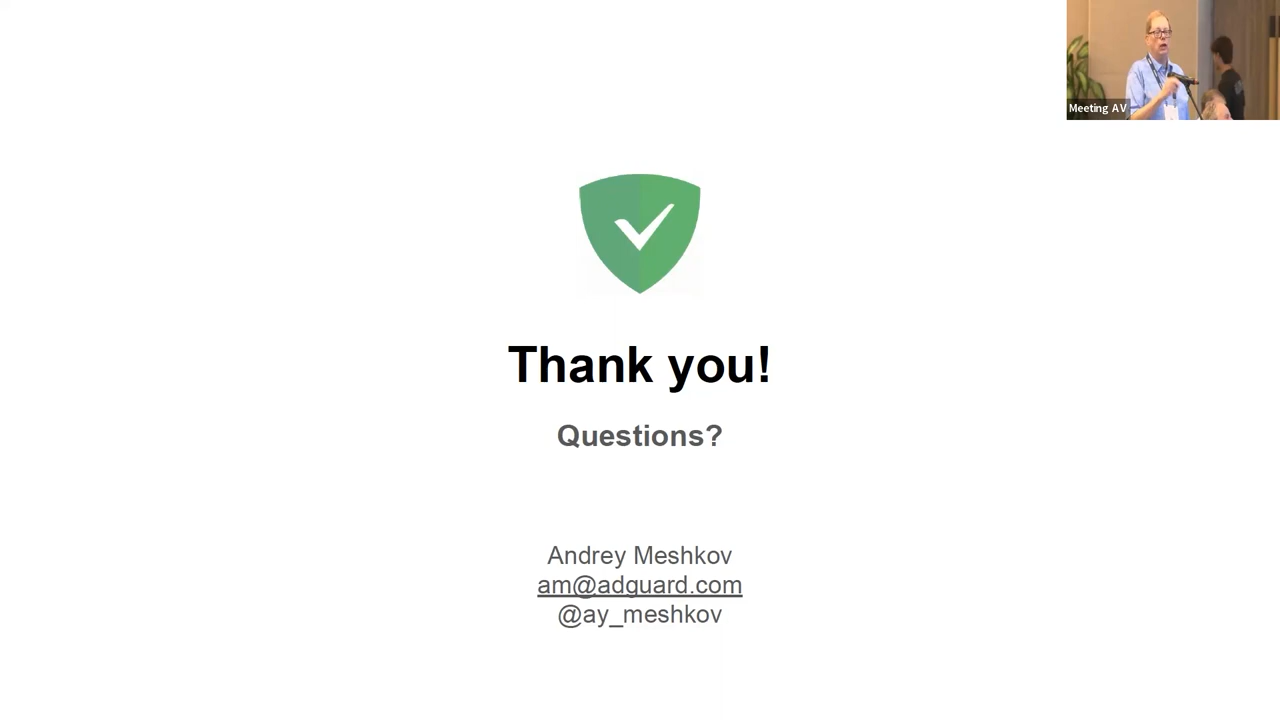 Meeting AV
Thank you!
Questions?
Andrey Meshkov
am@adguard.com
@ay_meshkov